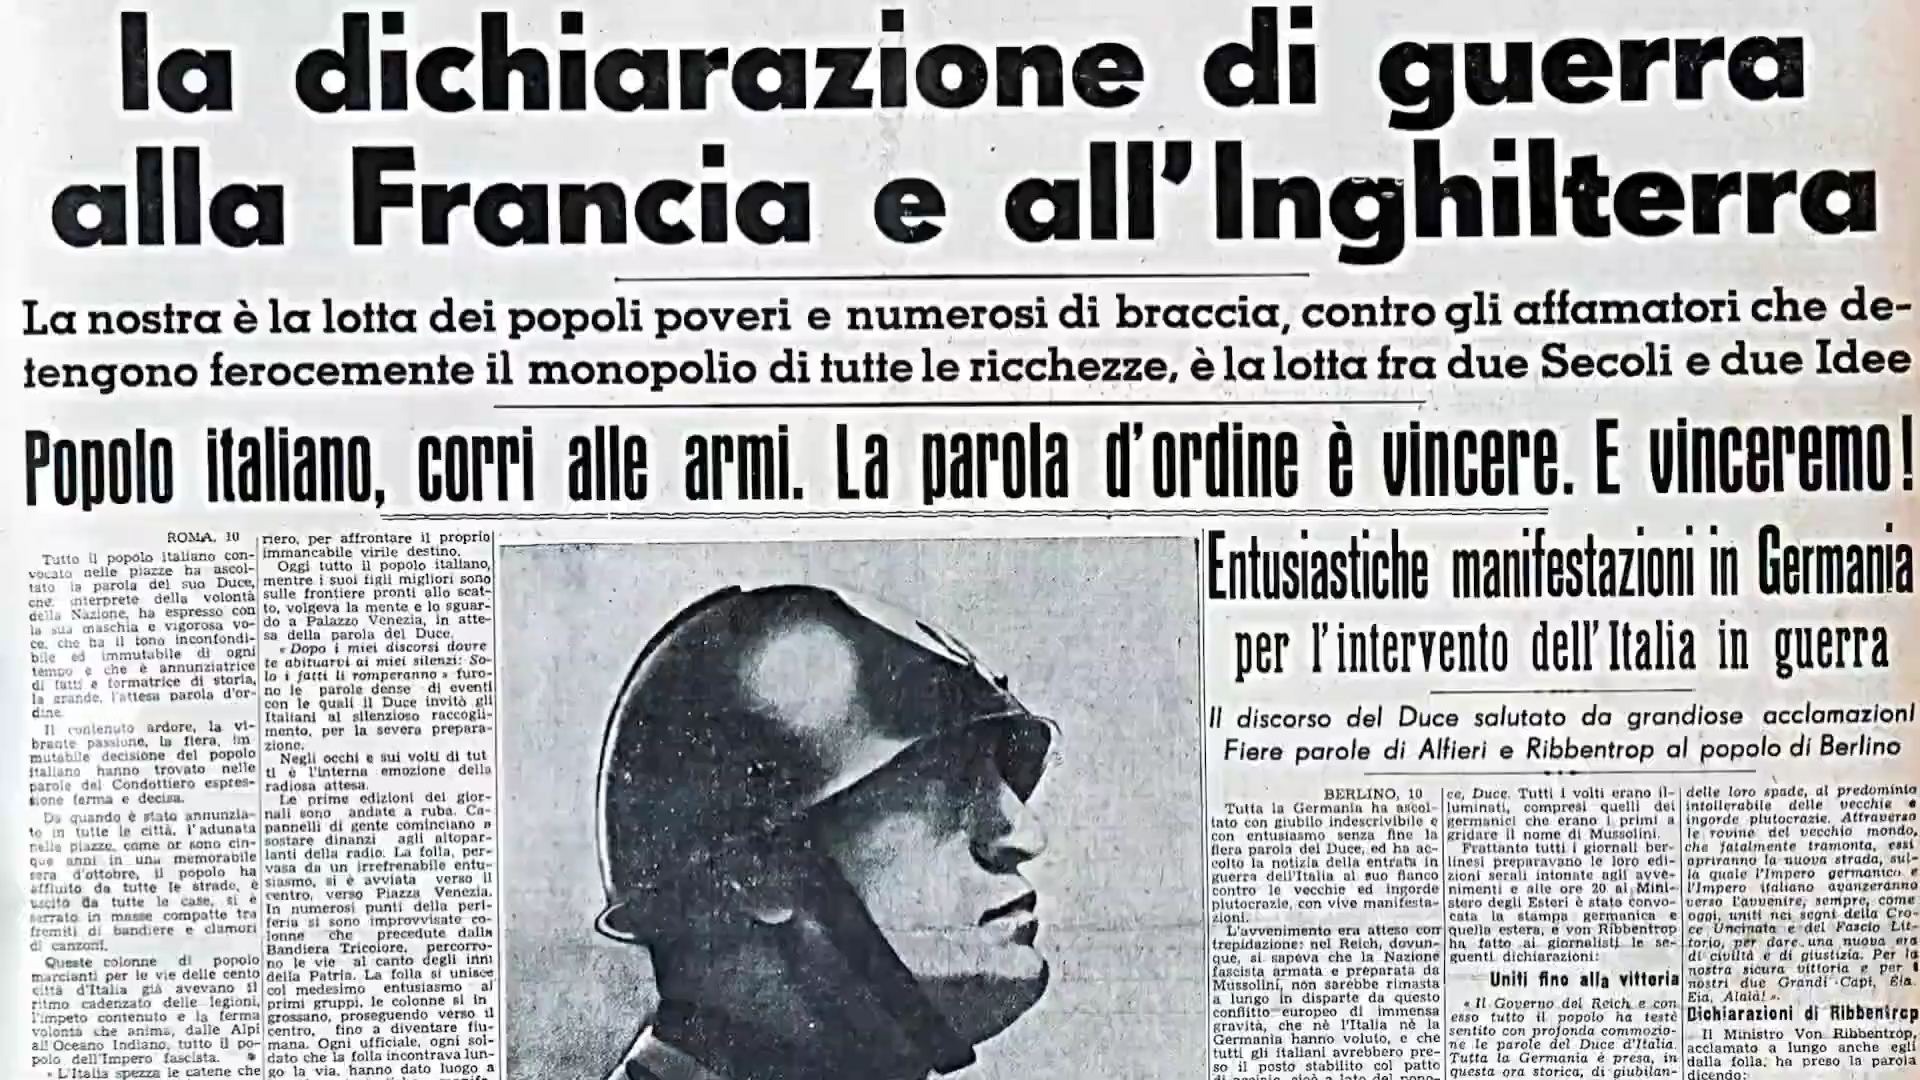 la dichiarazione di guerra
alla Francia e all'Inghilterra
La nostra è la lotta dei popoli poveri e numerosi di braccia, contro gli affamatori che de-
tengono ferocemente il monopolio di tutte le ricchezze, è la lotta fra due Secoli e due Idee
Popolo italiano, corri alle armi. La parola d'ordine è vincere. E vinceremo!
ROMA, 10
Tutto il popolo italiano con-
vocato nelle piazze ha ascol-
tato la parola del suo Duce,
che, interprete della volontà
della Nazione, ha espresso con
la sua maschia e vigorosa vo-
ce, che ha il tono inconfondi-
bile ed immutabile di ogni
tempo e che è annunziatrice
di fatti e formatrice di storia,
la grande, l'attesa parola d'or-
dine.
Il contenuto ardore, la vi-
brante passione, la fiera, im
mutabile decisione del popolo
italiano hanno trovato nelle
parole del Condottiero espres-
sione ferma e decisa.
Da quando è stato annunzia-
to in tutte le città, l'adunata
nelle piazze, come or sono cin-
que anni in una memorabile
sera d'ottobre, il popolo ha
affluito da tutte le strade, è
uscito da tutte le case, si è
serrato in masse compatte tra
fremiti di bandiere e clamori
di canzoni.
Queste colonne di popolo
marcianti per le vie delle cento
città d'Italia già avevano il
ritmo cadenzato delle legioni,
l'impeto contenuto e la ferma
volontà che anima, dalle Alpi
all'Oceano Indiano, tutto il po-
polo dell'Impero fascista.
« L'Italia spezza le catene che
niero, per affrontare il proprio
immancabile virile destino.
Oggi tutto il popolo italiano,
mentre i suoi figli migliori sono
sulle frontiere pronti allo scat-
to, volgeva la mente e lo sguar-
do a Palazzo Venezia, in atte-
sa della parola del Duce.
« Dopo i miei discorsi dovre
te abituarvi ai miei silenzi: So-
lo i fatti li romperanno » furo-
no le parole dense di eventi
con le quali il Duce invitò gli
Italiani al silenzioso raccogli-
mento, per la severa prepara-
zione.
Negli occhi e sui volti di tut
ti è l'interna emozione della
radiosa attesa.
Le prime edizioni dei gior-
nali sono andate a ruba. Ca-
pannelli di gente cominciano a
sostare dinanzi agli altopar-
lanti della radio. La folla, per-
vasa da un irrefrenabile entu-
siasmo, si è avviata verso il
centro, verso Piazza Venezia.
In numerosi punti della peri-
feria si sono improvvisate co-
lonne che precedute dalla
Bandiera Tricolore, percorro-
no le vie al canto degli inni
della Patria. La folla si unisce
col medesimo entusiasmo ai
primi gruppi, le colonne si in
grossano, proseguendo verso il
centro, fino a diventare fiu-
mana. Ogni ufficiale, ogni sol-
dato che la folla incontrava lun-
go la via, hanno dato luogo a
Entusiastiche manifestazioni in Germania
per l'intervento dell'Italia in guerra
Il discorso del Duce salutato da grandiose acclamazioni
Fiere parole di Alfieri e Ribbentrop al popolo di Berlino
BERLINO, 10
Tutta la Germania ha ascol-
tato con giubilo indescrivibile e
con entusiasmo senza fine la
fiera parola del Duce, ed ha ac-
colto la notizia della entrata in
guerra dell'Italia al suo fianco
contro le vecchie ed ingorde
plutocrazie, con vive manifesta-
zioni.
L'avvenimento era atteso con
trepidazione: nel Reich, dovun-
que, si sapeva che la Nazione
fascista armata e preparata da
Mussolini, non sarebbe rimasta
a lungo in disparte da questo
conflitto europeo di immensa
gravità, che nè l'Italia nè la
Germania hanno voluto, e che
tutti gli italiani avrebbero pre-
so il posto stabilito col patto
ce, Duce. Tutti i volti erano il-
luminati, compresi quelli dei
germanici che erano i primi a
gridare il nome di Mussolini.
Frattanto tutti i giornali ber-
linesi preparavano le loro edi-
zioni serali intonate agli avve-
nimenti e alle ore 20 al Mini-
stero degli Esteri è stato convo-
cata la stampa germanica e
quella estera, e von Ribbentrop
ha fatto ai giornalisti le se-
guenti dichiarazioni:
Uniti fino alla vittoria
« Il Governo del Reich e con
esso tutto il popolo ha testè
sentito con profonda commozio-
ne le parole del Duce d'Italia.
Tutta la Germania è presa, in
questa ora storica, di giubilan-
delle loro spade, al predominio
intollerabile delle vecchie e
ingorde plutocrazie. Attraverso
le rovine del vecchio mondo,
che fatalmente tramonta, essi
apriranno la nuova strada, sul-
la quale l'Impero germanico e
l'Impero italiano avanzeranno
verso l'avvenire, sempre, come
oggi, uniti nei segni della Cro-
ce Uncinata e del Fascio Lit-
torio, per dare una nuova era
di civiltà e di giustizia. Per la
nostra sicura vittoria e per i
nostri due Grandi Capi, Eia.
Eia, Alalà! ».
Dichiarazioni di Ribbentrop
Il Ministro Von Ribbentrop,
acclamato a lungo anche egli
dalla folla, ha preso la parola
dicendo: